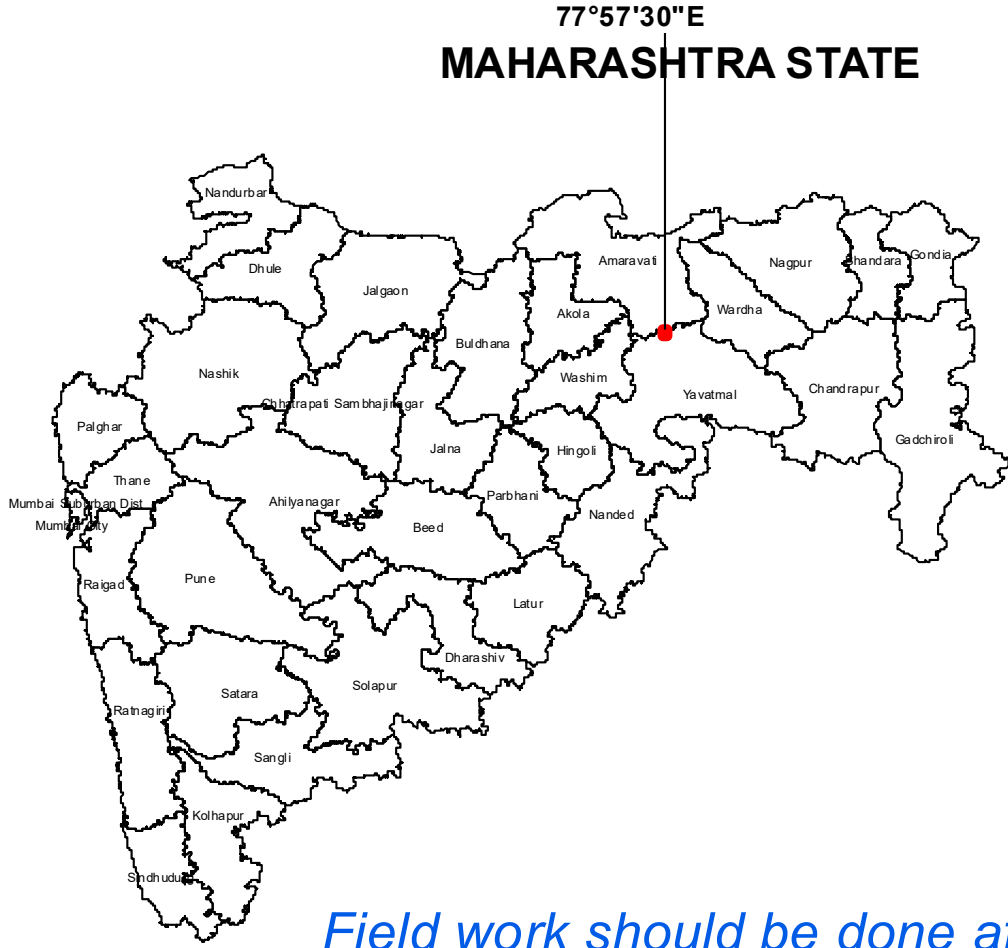 77°57'30"E
MAHARASHTRA STATE
Nandurbar
Dhule
Jalgaon
Amaravati
Nagpur
Bhandara
Gondia
Akola
Wardha
Buldhana
Nashik
Washim
Yavatmal
Chandrapur
Chhatrapati Sambhajinagar
Palghar
Jalna
Hingoli
Gadchiroli
Thane
Ahilyanagar
Parbhani
Mumbai Suburban Dist
Mumbai City
Beed
Nanded
Raigad
Pune
Latur
Dharashiv
Satara
Solapur
Ratnagiri
Sangli
Kolhapur
Sindhudurg
Field work should be done